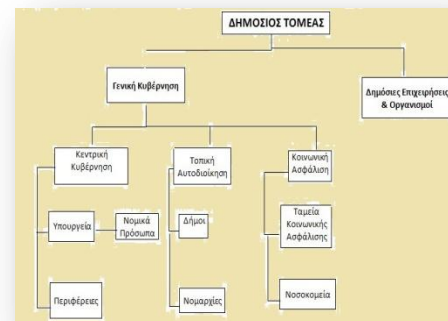 ΔΗΜΟΣΙΟΣ ΤΟΜΕΑΣ
Γενική Κυβέρνηση
Δημόσιες Επιχειρήσεις
& Οργανισμοί
Κεντρική
Κυβέρνηση
Τοπική
Αυτοδιοίκηση
Κοινωνική
Ασφάλιση
Υπουργεία
Νομικά
Πρόσωπα
Δήμοι
Ταμεία
Κοινωνικής
Ασφάλισης
Περιφέρειες
Νομαρχίες
Νοσοκομεία